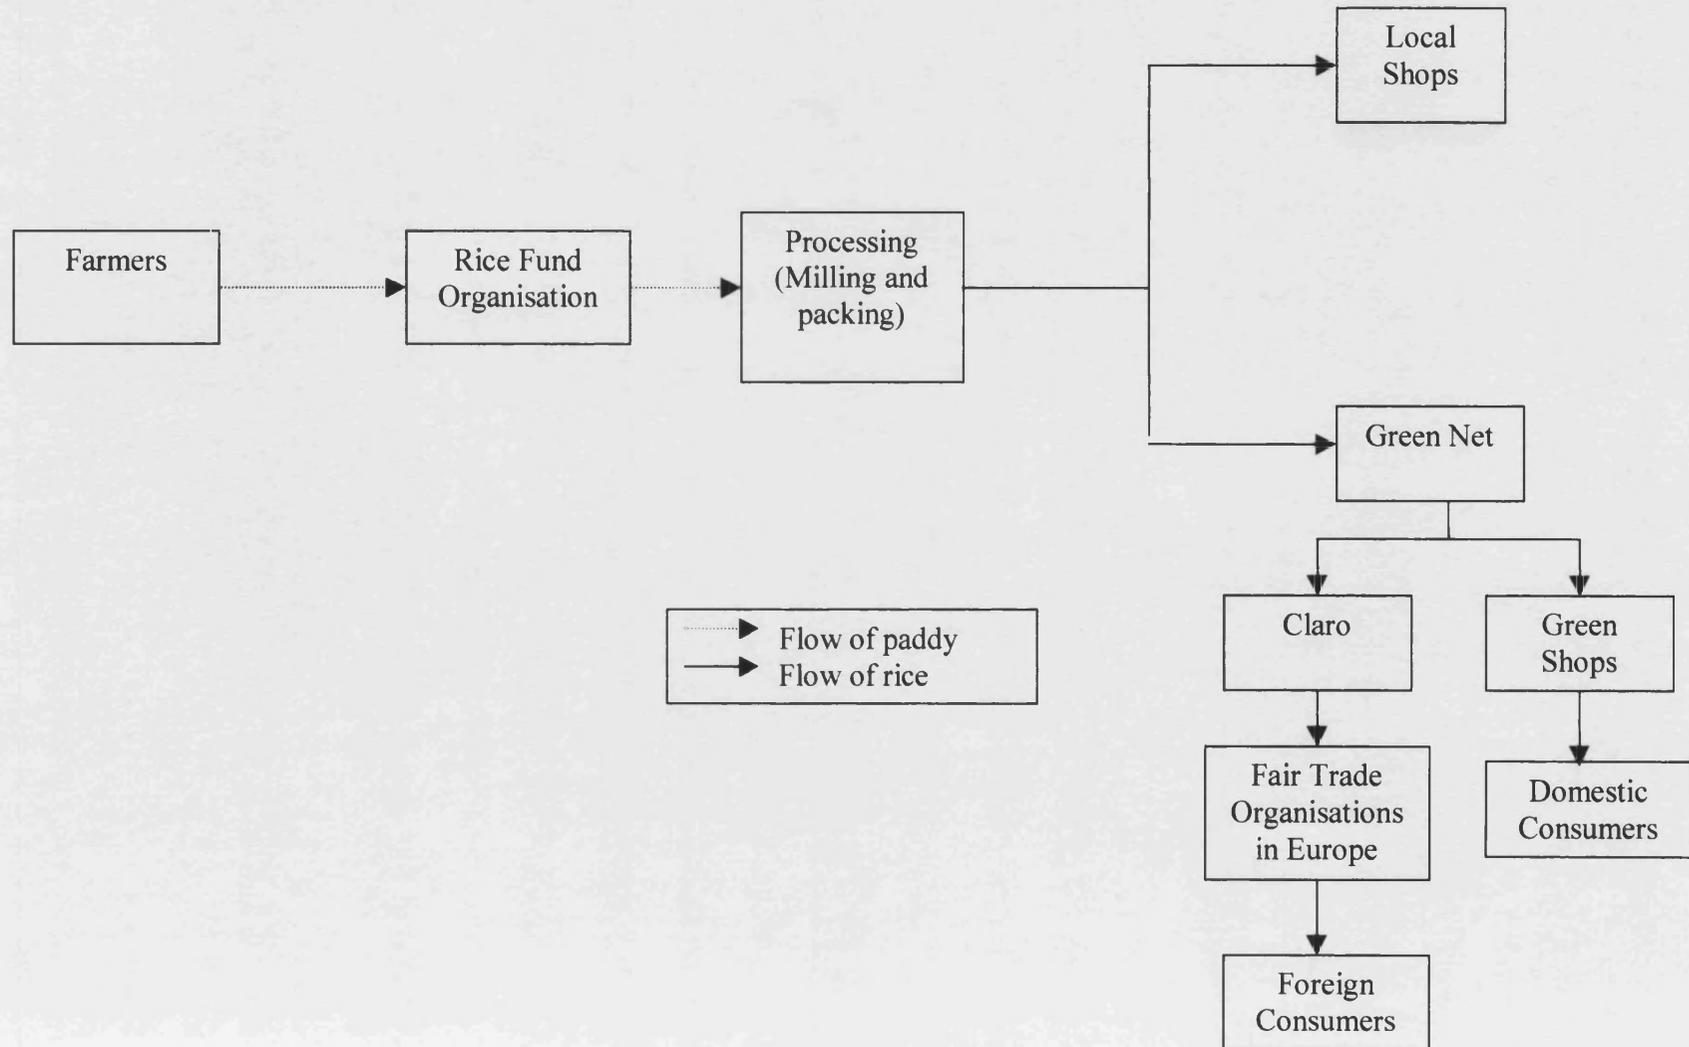 Local
Shops
Farmers
Rice Fund
Organisation
Processing
(Milling and
packing)
Green Net
Flow of paddy
Flow of rice
Claro
Green
Shops
Fair Trade
Organisations
in Europe
Domestic
Consumers
Foreign
Consumers